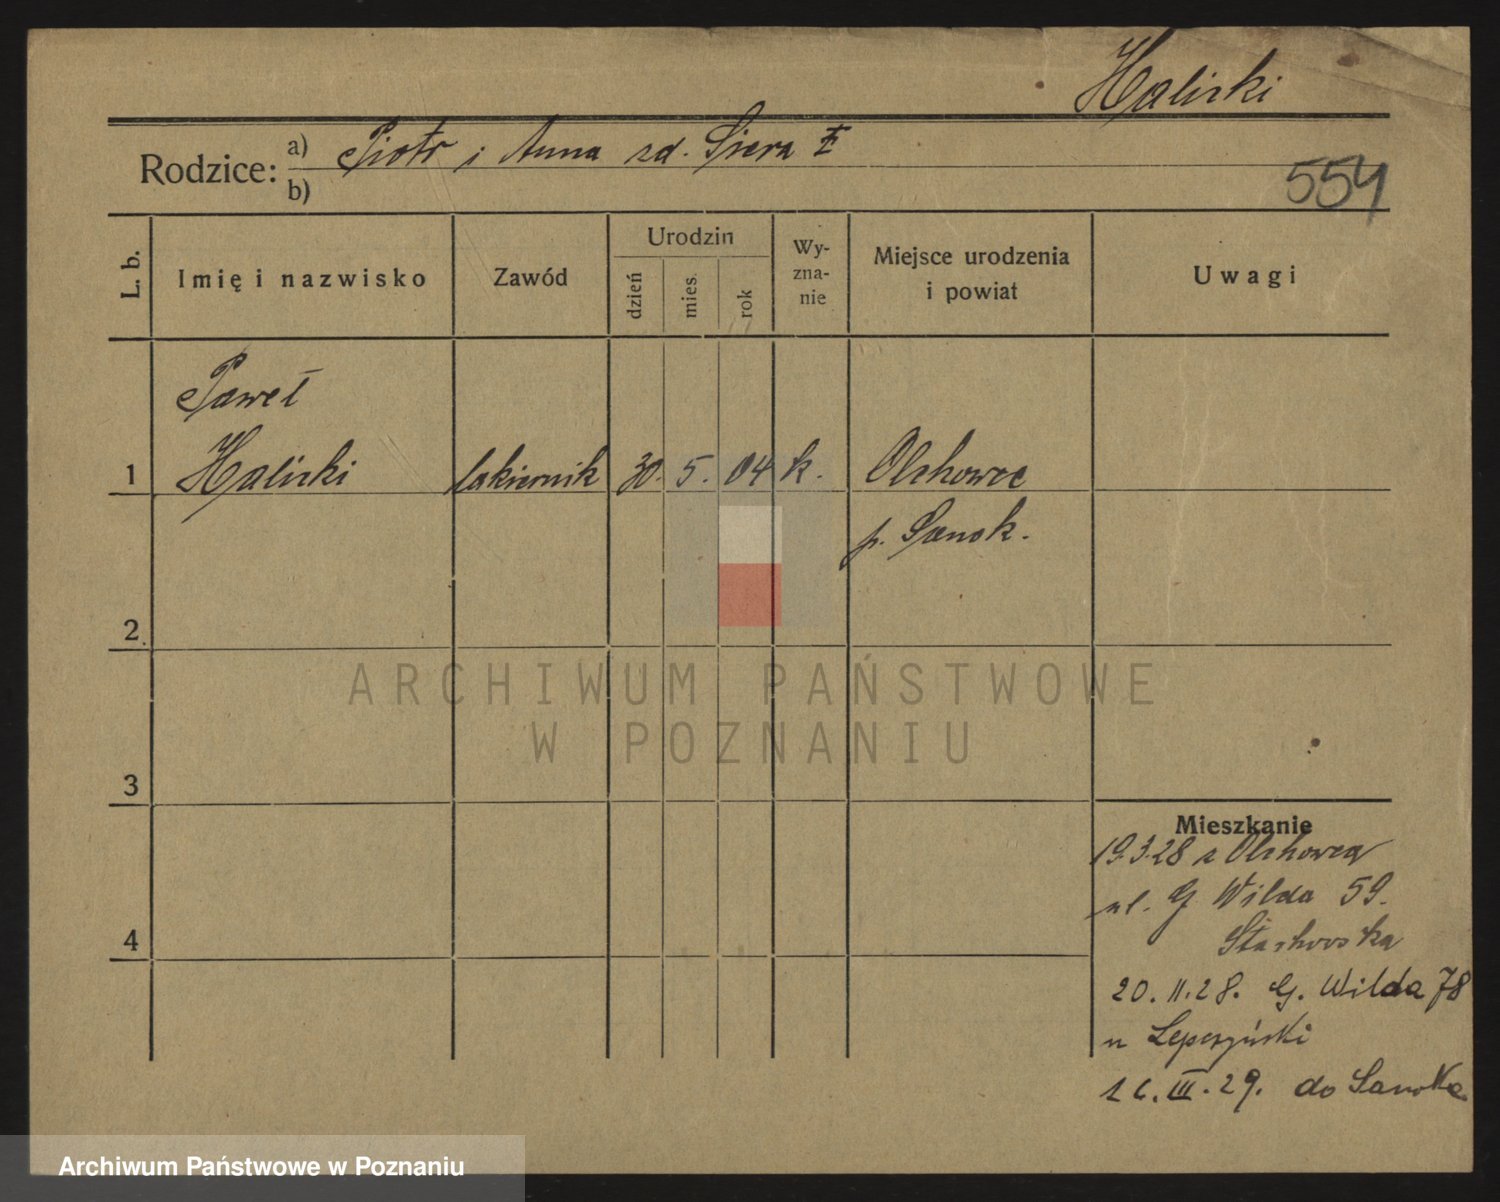 Haliski
Rodzice: a) Piotr i Anna zd. Siera
b)
554
L. b.
Imię i nazwisko
Zawód
Urodzin
dzień
mies.
rok
Wy-
zna-
nie
Miejsce urodzenia
i powiat
Uwagi
Paweł
1 Haliski lakiernik 30. 5. 04 k. Olchowce
p. Sanok.
2
3
4
ARCHIWUM PAŃSTWOWE
W POZNANIU
Mieszkanie
19.3.28 z Olchowca
ul. G Wilda 59.
20.11.28. G. Wilda 78
u Lepczyński
26.III.29. do Sanoka
Archiwum Państwowe w Poznaniu